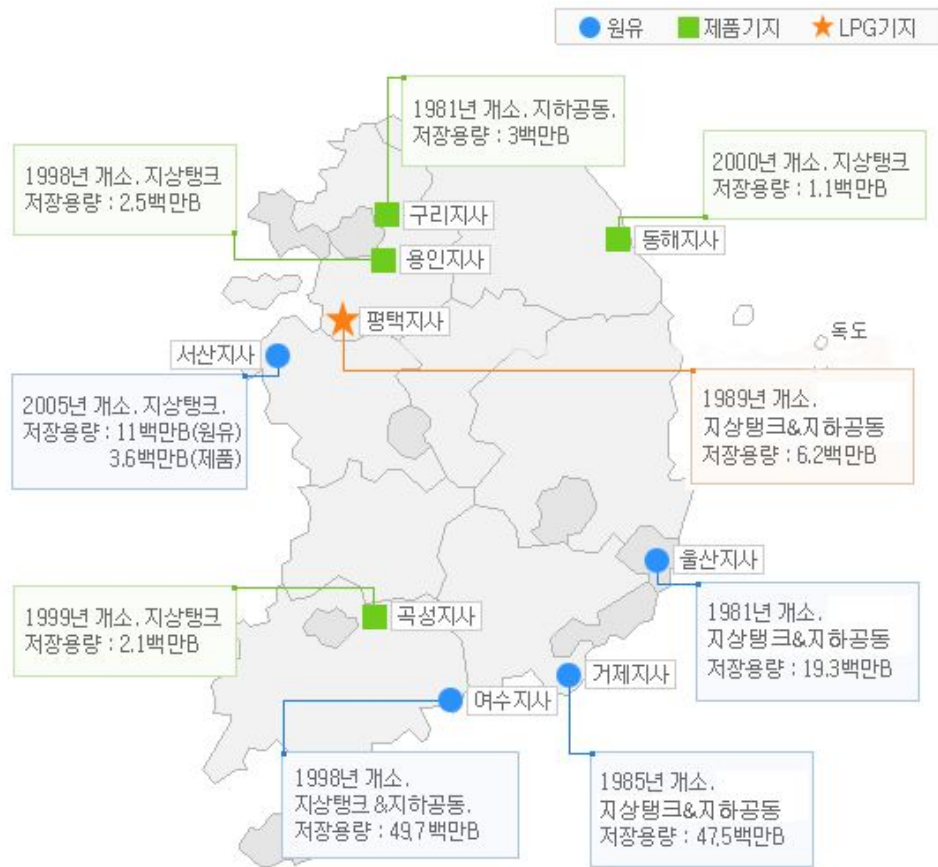 원유 제품기지 LPG기지
1981년 개소. 지하공동.
저장용량 : 3백만B
1998년 개소. 지상탱크
저장용량 : 2.5백만B
2000년 개소. 지상탱크
저장용량 : 1.1백만B
구리지사
동해지사
용인지사
평택지사
독도
서산지사
2005년 개소. 지상탱크.
저장용량 : 11백만B(원유)
3.6백만B(제품)
1989년 개소.
지상탱크&지하공동
저장용량 : 6.2백만B
울산지사
1999년 개소. 지상탱크
저장용량 : 2.1백만B
곡성지사
1981년 개소.
지상탱크&지하공동
저장용량 : 19.3백만B
거제지사
여수지사
1998년 개소.
지상탱크 &지하공동.
저장용량 : 49.7백만B
1985년 개소.
지상탱크&지하공동
저장용량 : 47.5백만B